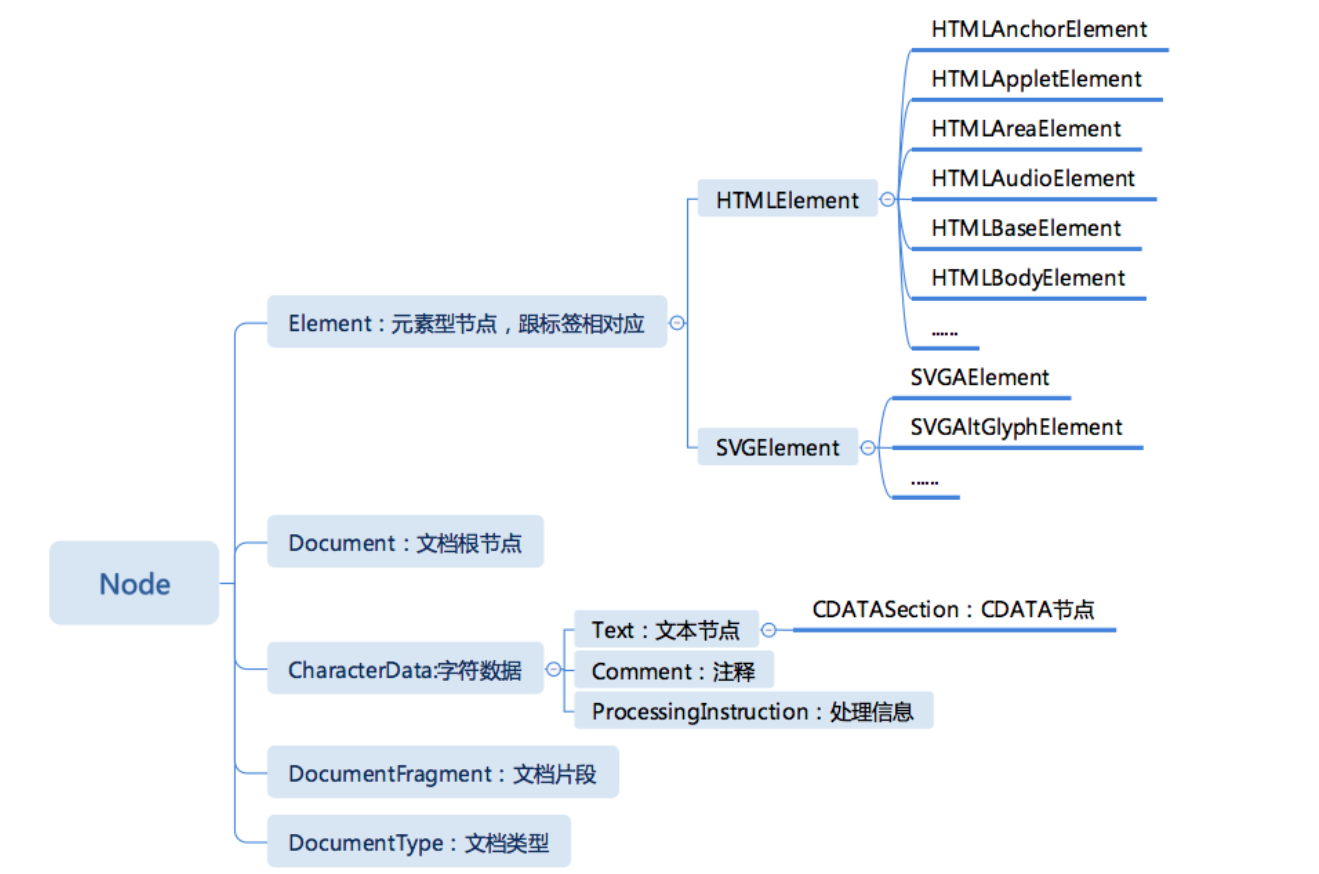 HTMLAnchorElement
HTMLAppletElement
HTMLAreaElement
HTMLAudioElement
HTMLElement
HTMLBaseElement
HTMLBodyElement
Element：元素型节点，跟标签相对应
......
SVGAElement
SVGAltGlyphElement
SVGElement
......
Document：文档根节点
Node
CDATASection：CDATA节点
Text：文本节点
CharacterData:字符数据
Comment：注释
ProcessingInstruction：处理信息
DocumentFragment：文档片段
DocumentType：文档类型